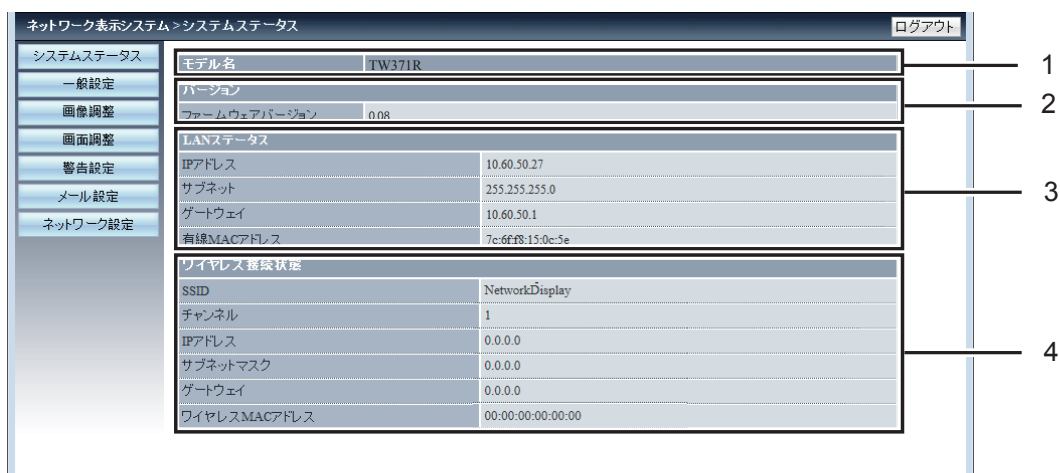 ネットワーク表示システム>システムステータス ログアウト
システムステータス
一般設定
画像調整
画面調整
警告設定
メール設定
ネットワーク設定
モデル名 TW371R 1
バージョン
ファームウェアバージョン 0.08 2
LANステータス
IPアドレス 10.60.50.27
サブネット 255.255.255.0 3
ゲートウェイ 10.60.50.1
有線MACアドレス 7c:6f:f8:15:0c:5e
ワイヤレス接続状態
SSID NetworkDisplay
チャンネル 1
IPアドレス 0.0.0.0 4
サブネットマスク 0.0.0.0
ゲートウェイ 0.0.0.0
ワイヤレスMACアドレス 00:00:00:00:00:00